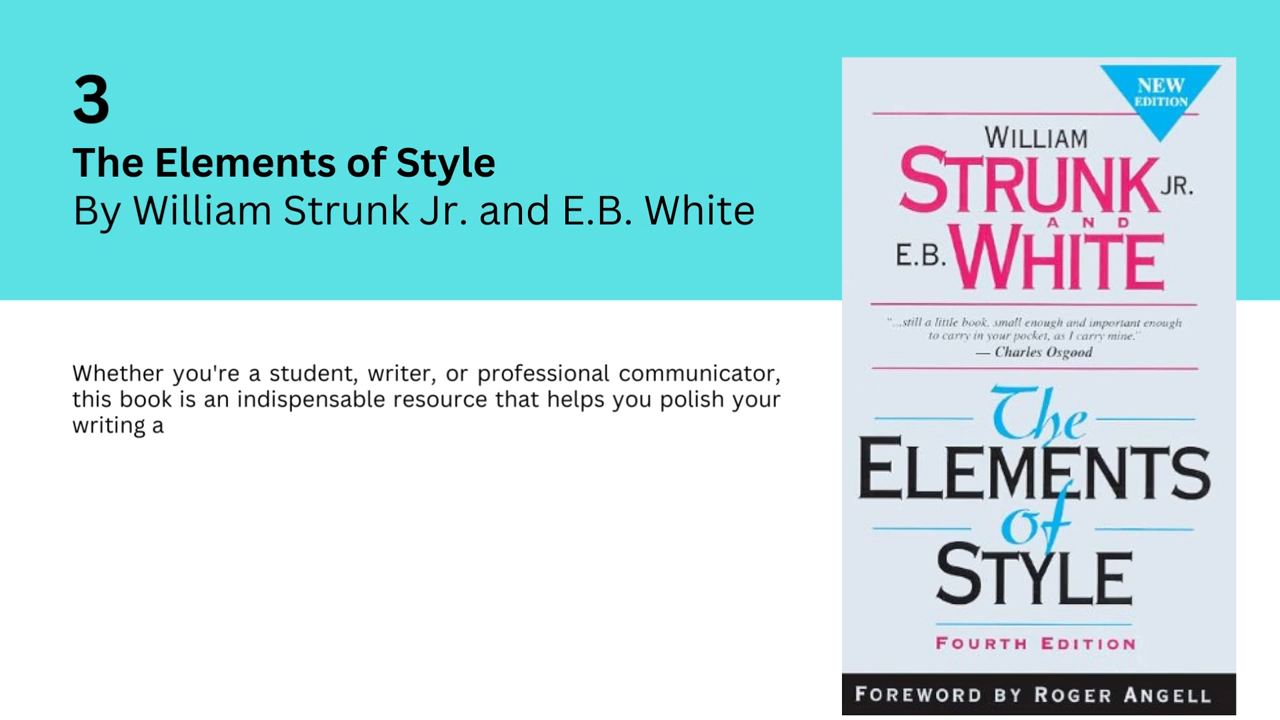 3
The Elements of Style
By William Strunk Jr. and E.B. White
Whether you're a student, writer, or professional communicator,
this book is an indispensable resource that helps you polish your
writing a
NEW
EDITION
WILLIAM
STRUNK JR.
AND
E.B. WHITE
"...still a little book, small enough and important enough
to carry in your pocket, as I carry mine."
— Charles Osgood
The
ELEMENTS
of
STYLE
FOURTH EDITION
FOREWORD BY ROGER ANGELL